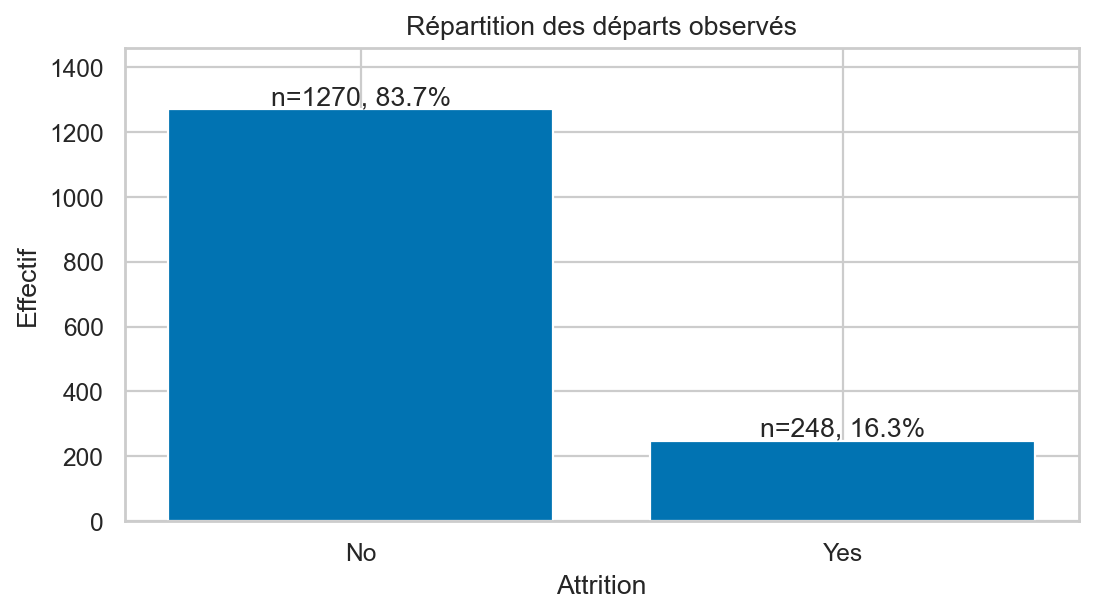 Répartition des départs observés
1400
1200
1000
800
600
400
200
0
Effectif
n=1270, 83.7%
n=248, 16.3%
No
Yes
Attrition